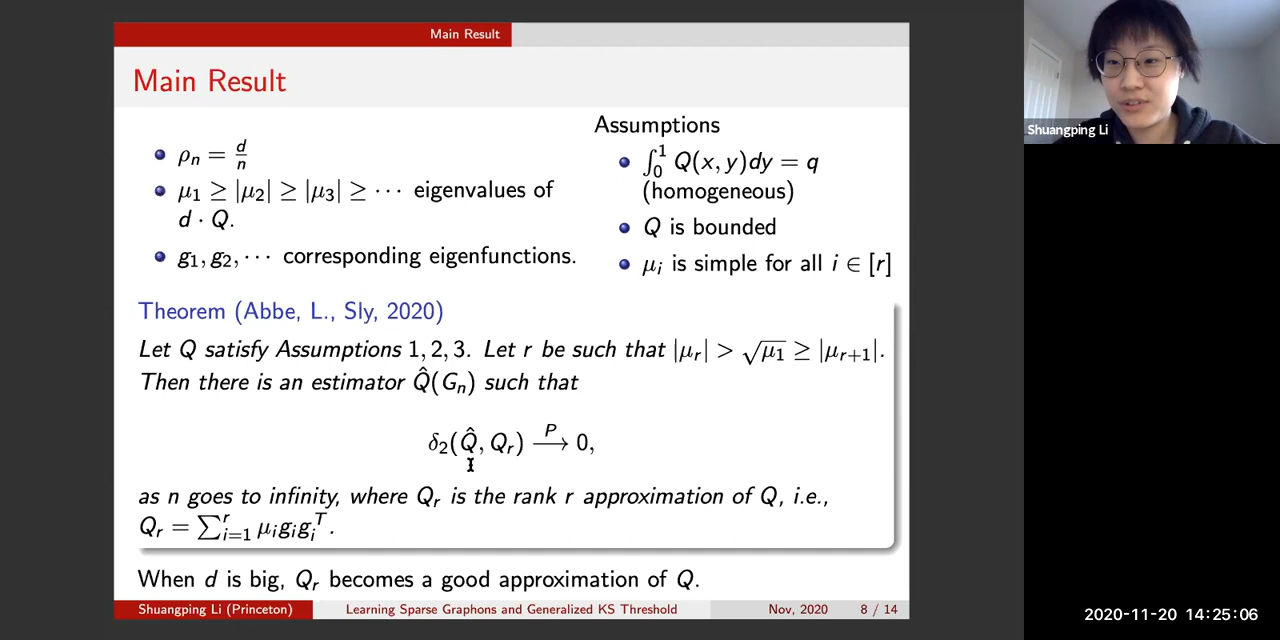 Main Result
Main Result
ρn = d/n
μ1 ≥ |μ2| ≥ |μ3| ≥ ··· eigenvalues of
d · Q.
g1, g2, ··· corresponding eigenfunctions.
Assumptions
∫₀¹ Q(x, y)dy = q
(homogeneous)
Q is bounded
μi is simple for all i ∈ [r]
Theorem (Abbe, L., Sly, 2020)
Let Q satisfy Assumptions 1, 2, 3. Let r be such that |μr| > √μ1 ≥ |μr+1|.
Then there is an estimator Q̂(Gn) such that
δ2(Q̂, Qr) —P→ 0,
as n goes to infinity, where Qr is the rank r approximation of Q, i.e.,
Qr = ∑ʳi=1 μi gi giᵀ.
When d is big, Qr becomes a good approximation of Q.
Shuangping Li (Princeton) Learning Sparse Graphons and Generalized KS Threshold Nov, 2020 8 / 14
Shuangping Li
2020-11-20 14:25:06